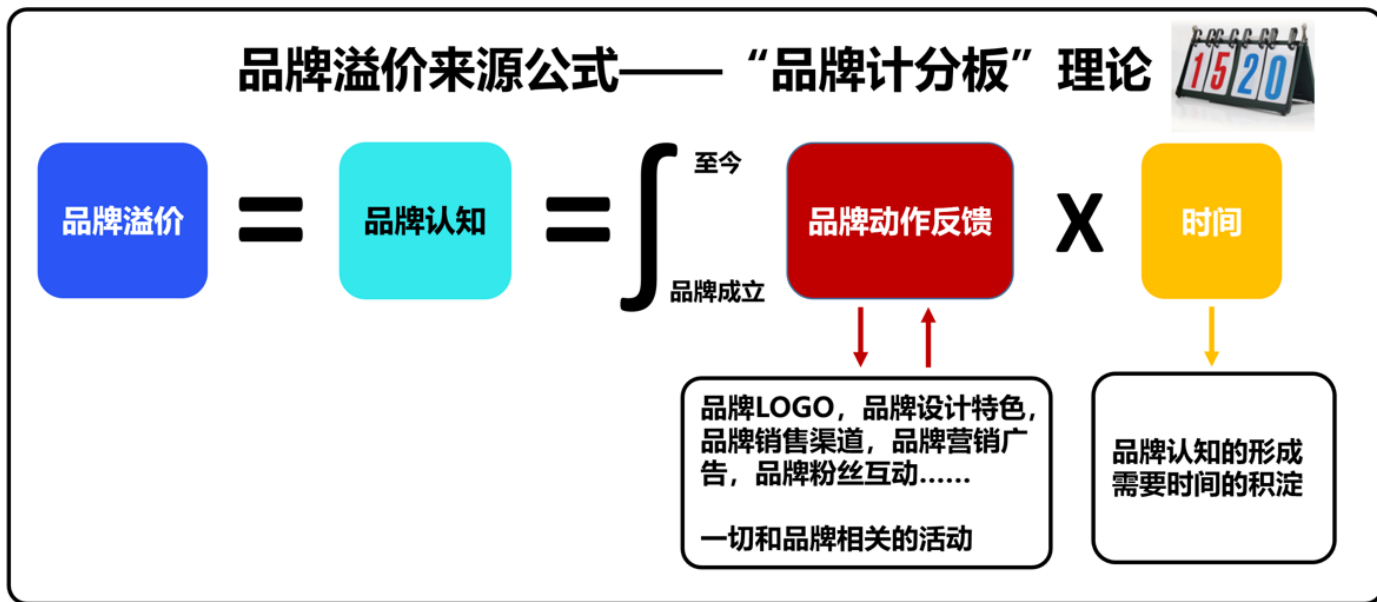 品牌溢价来源公式——“品牌计分板”理论
1520
至今
品牌溢价
=
品牌认知
=
∫
品牌动作反馈
X
时间
品牌成立
品牌LOGO，品牌设计特色，
品牌销售渠道，品牌营销广
告，品牌粉丝互动……
一切和品牌相关的活动
品牌认知的形成
需要时间的积淀